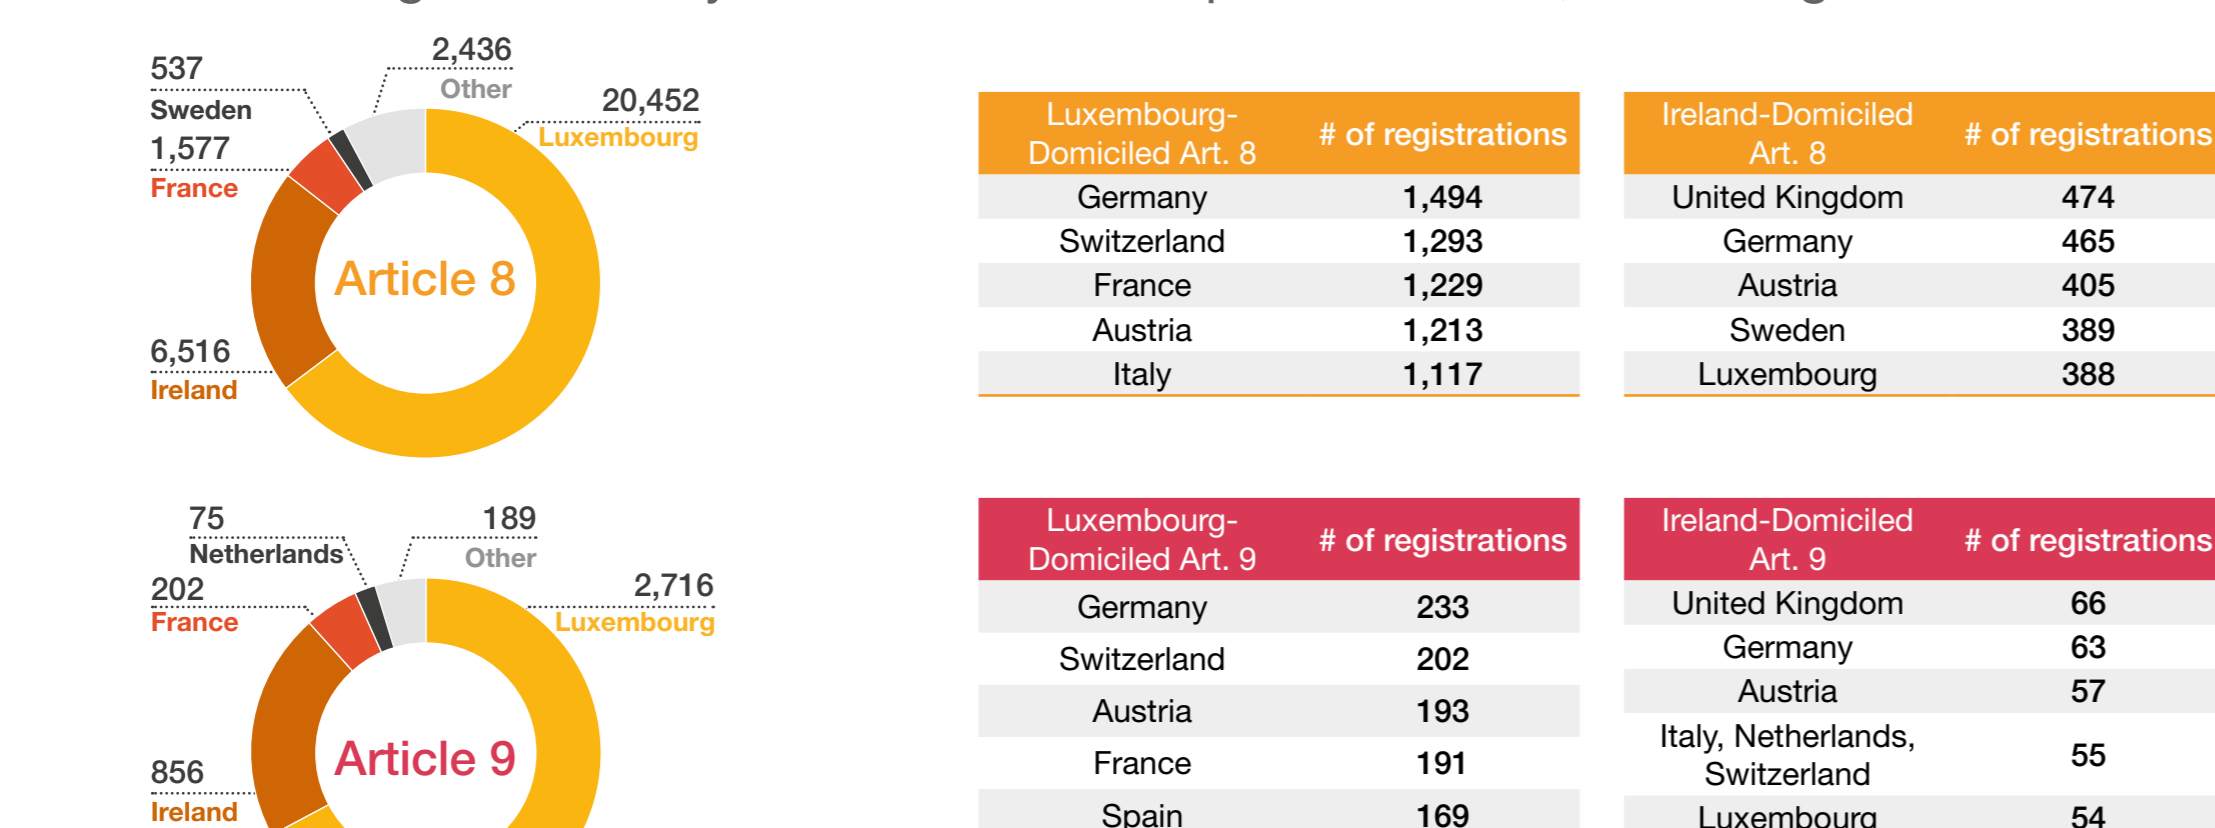 537
Sweden
1,577
France
6,516
Ireland
2,436
Other
20,452
Luxembourg
Article 8
Luxembourg-
Domiciled Art. 8
# of registrations
Germany 1,494
Switzerland 1,293
France 1,229
Austria 1,213
Italy 1,117
Ireland-Domiciled
Art. 8
# of registrations
United Kingdom 474
Germany 465
Austria 405
Sweden 389
Luxembourg 388
75
Netherlands
202
France
856
Ireland
189
Other
2,716
Luxembourg
Article 9
Luxembourg-
Domiciled Art. 9
# of registrations
Germany 233
Switzerland 202
Austria 193
France 191
Spain 169
Ireland-Domiciled
Art. 9
# of registrations
United Kingdom 66
Germany 63
Austria 57
Italy, Netherlands,
Switzerland 55
Luxembourg 54